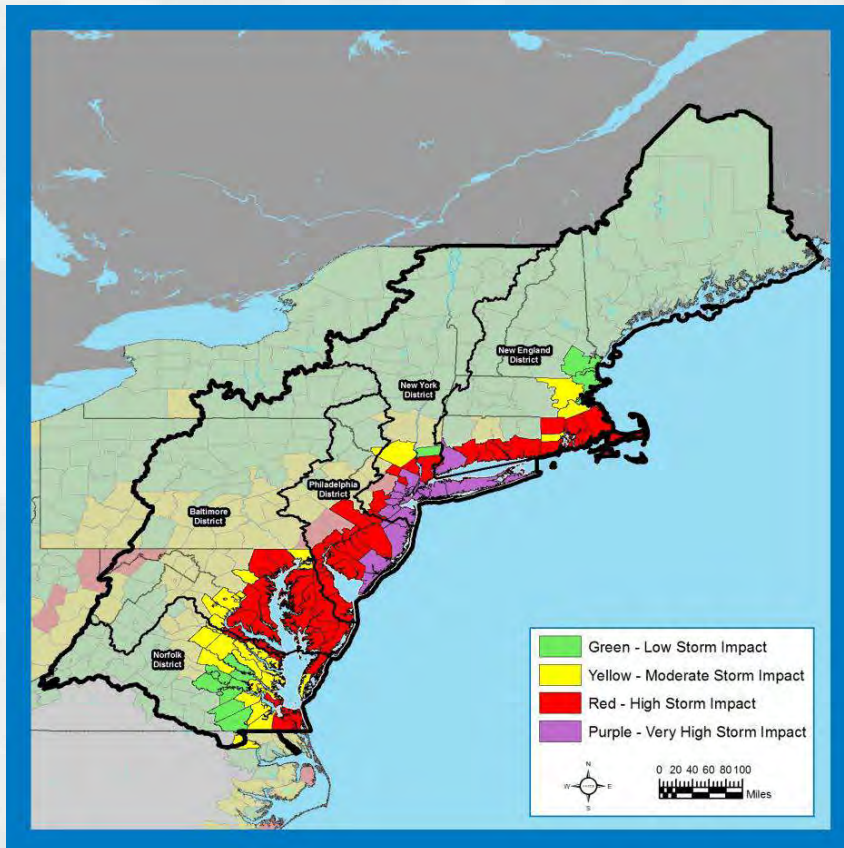 New England
District
New York
District
Philadelphia
District
Baltimore
District
Norfolk
District
Green - Low Storm Impact
Yellow - Moderate Storm Impact
Red - High Storm Impact
Purple - Very High Storm Impact
N
W E
S
0 20 40 60 80 100
Miles